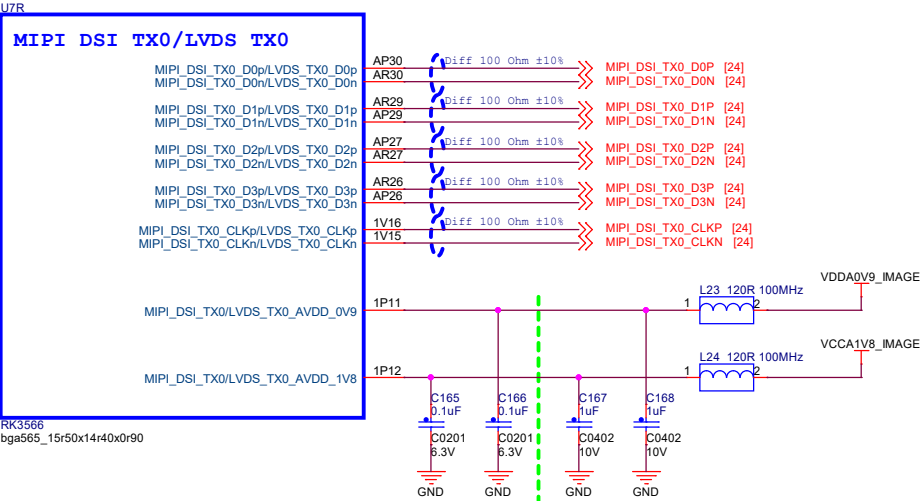 U7R
MIPI DSI TX0/LVDS TX0
MIPI_DSI_TX0_D0p/LVDS_TX0_D0p AP30 Diff 100 Ohm ±10% MIPI_DSI_TX0_D0P [24]
MIPI_DSI_TX0_D0n/LVDS_TX0_D0n AR30 MIPI_DSI_TX0_D0N [24]
MIPI_DSI_TX0_D1p/LVDS_TX0_D1p AR29 Diff 100 Ohm ±10% MIPI_DSI_TX0_D1P [24]
MIPI_DSI_TX0_D1n/LVDS_TX0_D1n AP29 MIPI_DSI_TX0_D1N [24]
MIPI_DSI_TX0_D2p/LVDS_TX0_D2p AP27 Diff 100 Ohm ±10% MIPI_DSI_TX0_D2P [24]
MIPI_DSI_TX0_D2n/LVDS_TX0_D2n AR27 MIPI_DSI_TX0_D2N [24]
MIPI_DSI_TX0_D3p/LVDS_TX0_D3p AR26 Diff 100 Ohm ±10% MIPI_DSI_TX0_D3P [24]
MIPI_DSI_TX0_D3n/LVDS_TX0_D3n AP26 MIPI_DSI_TX0_D3N [24]
MIPI_DSI_TX0_CLKp/LVDS_TX0_CLKp 1V16 Diff 100 Ohm ±10% MIPI_DSI_TX0_CLKP [24]
MIPI_DSI_TX0_CLKn/LVDS_TX0_CLKn 1V15 MIPI_DSI_TX0_CLKN [24]
VDDA0V9_IMAGE
L23 120R 100MHz
MIPI_DSI_TX0/LVDS_TX0_AVDD_0V9 1P11 1 2
VCCA1V8_IMAGE
L24 120R 100MHz
MIPI_DSI_TX0/LVDS_TX0_AVDD_1V8 1P12 1 2
C165 C166 C167 C168
0.1uF 0.1uF 1uF 1uF
RK3566
bga565_15r50x14r40x0r90
C0201 C0201 C0402 C0402
6.3V 6.3V 10V 10V
GND GND GND GND